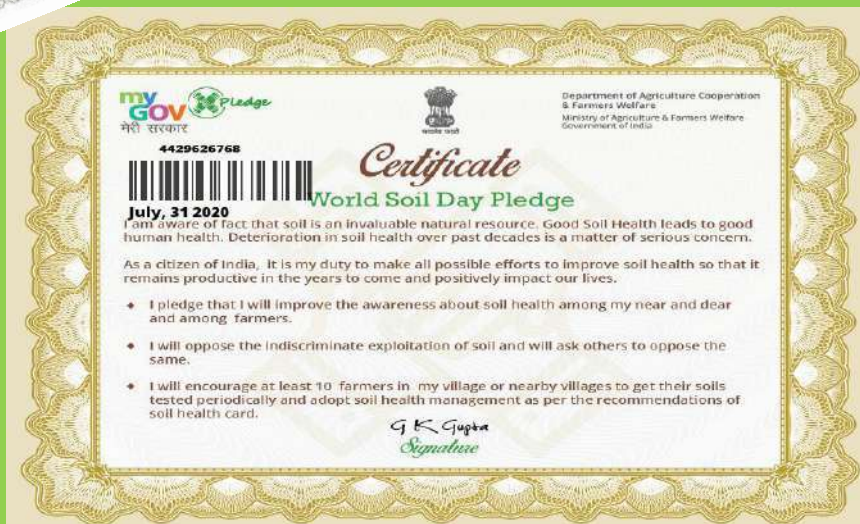 my
GOV Pledge
मेरी सरकार
4429626768
July, 31 2020
सत्यमेव जयते
Department of Agriculture Cooperation
& Farmers Welfare
Ministry of Agriculture & Farmers Welfare
Government of India
Certificate
World Soil Day Pledge
I am aware of fact that soil is an invaluable natural resource. Good Soil Health leads to good
human health. Deterioration in soil health over past decades is a matter of serious concern.
As a citizen of India, it is my duty to make all possible efforts to improve soil health so that it
remains productive in the years to come and positively impact our lives.
I pledge that I will improve the awareness about soil health among my near and dear
and among farmers.
I will oppose the indiscriminate exploitation of soil and will ask others to oppose the
same.
I will encourage at least 10 farmers in my village or nearby villages to get their soils
tested periodically and adopt soil health management as per the recommendations of
soil health card.
G K Gupta
Signature